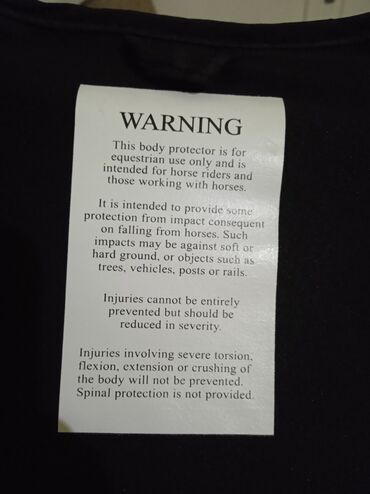 WARNING
This body protector is for
equestrian use only and is
intended for horse riders and
those working with horses.
It is intended to provide some
protection from impact consequent
on falling from horses. Such
impacts may be against soft or
hard ground, or objects such as
trees, vehicles, posts or rails.
Injuries cannot be entirely
prevented but should be
reduced in severity.
Injuries involving severe torsion,
flexion, extension or crushing of
the body will not be prevented.
Spinal protection is not provided.